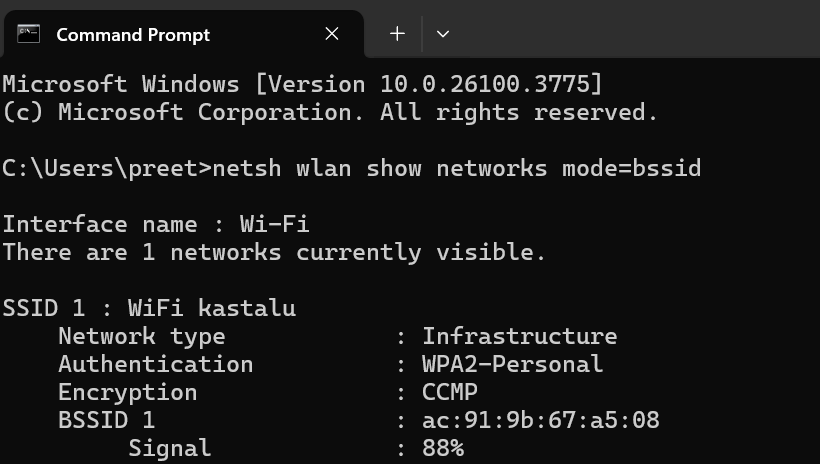 Command Prompt
Microsoft Windows [Version 10.0.26100.3775]
(c) Microsoft Corporation. All rights reserved.
C:\Users\preet>netsh wlan show networks mode=bssid
Interface name : Wi-Fi
There are 1 networks currently visible.
SSID 1 : WiFi kastalu
Network type : Infrastructure
Authentication : WPA2-Personal
Encryption : CCMP
BSSID 1 : ac:91:9b:67:a5:08
Signal : 88%